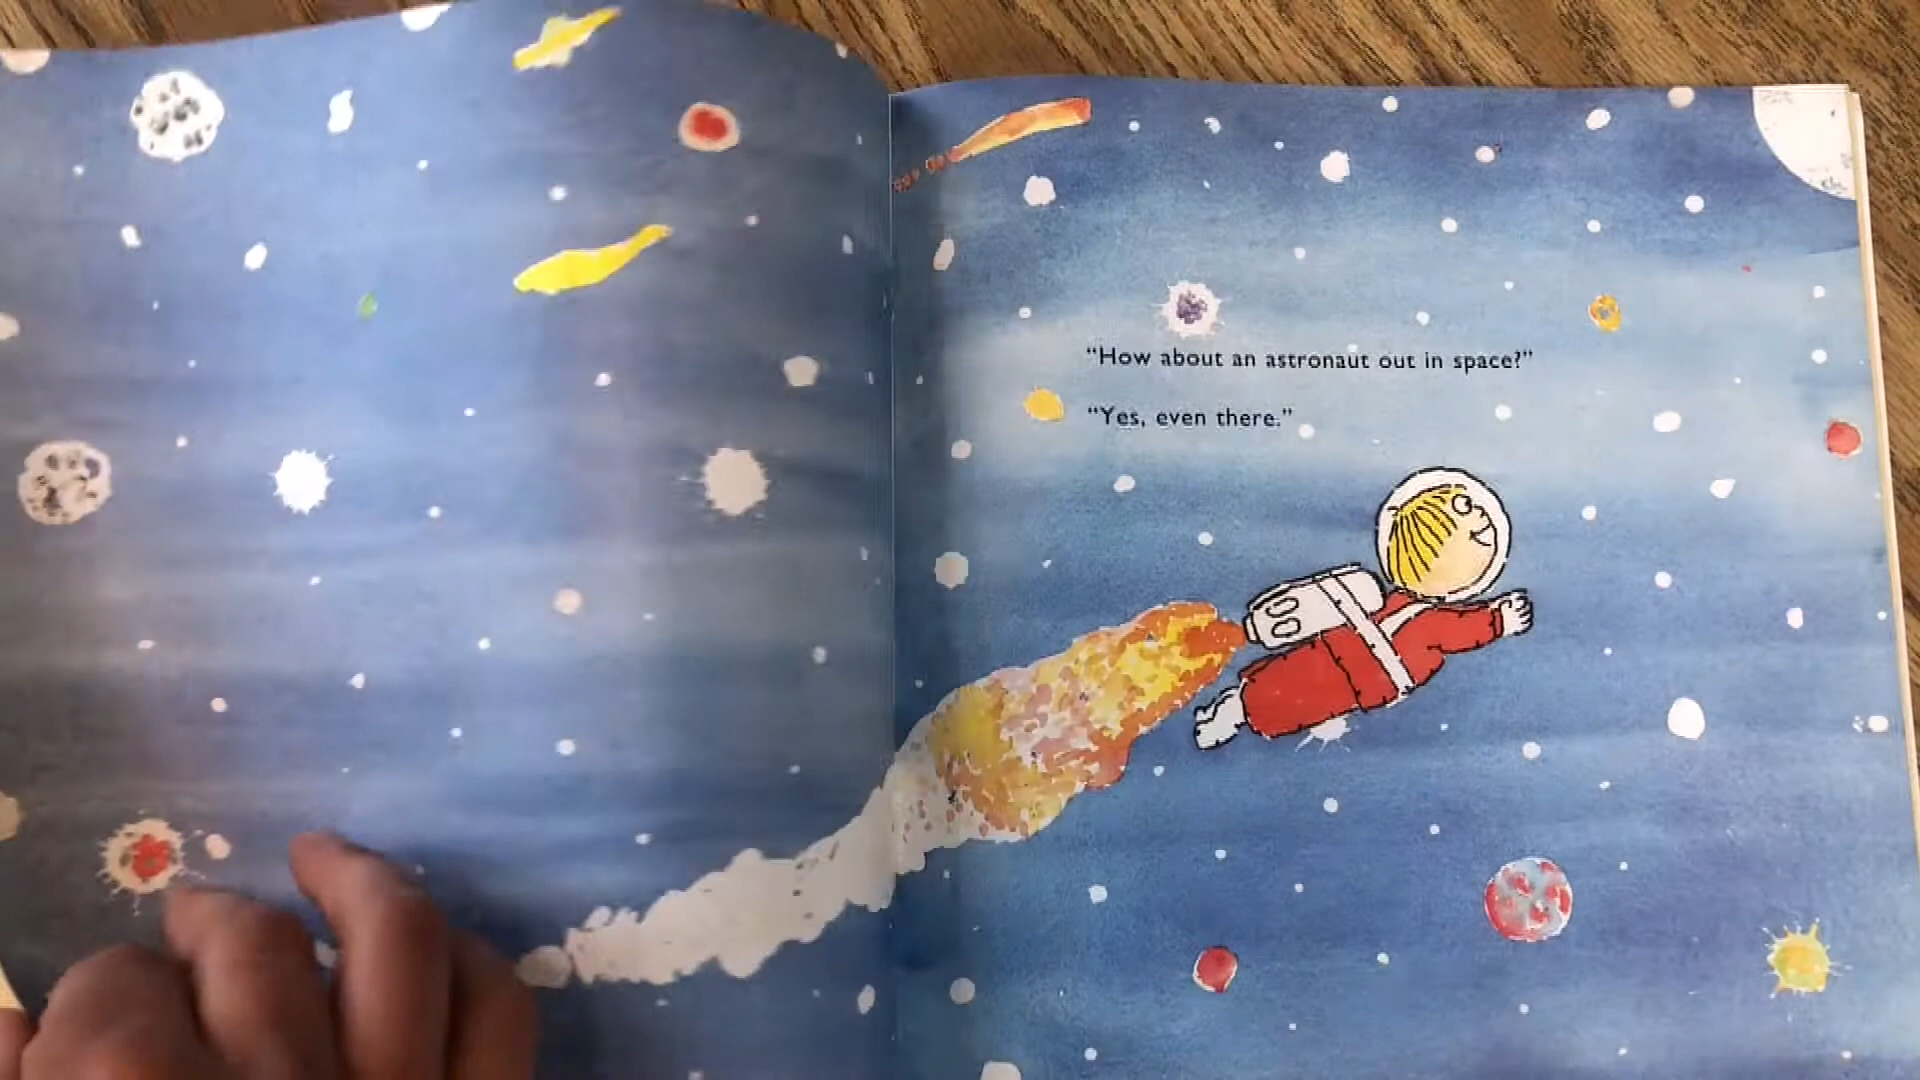 “How about an astronaut out in space?”
“Yes, even there.”